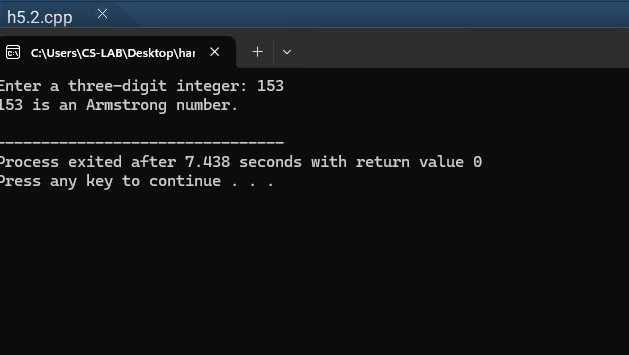 h5.2.cpp
C:\Users\CS-LAB\Desktop\har
Enter a three-digit integer: 153
153 is an Armstrong number.
--------------------------------
Process exited after 7.438 seconds with return value 0
Press any key to continue . . .